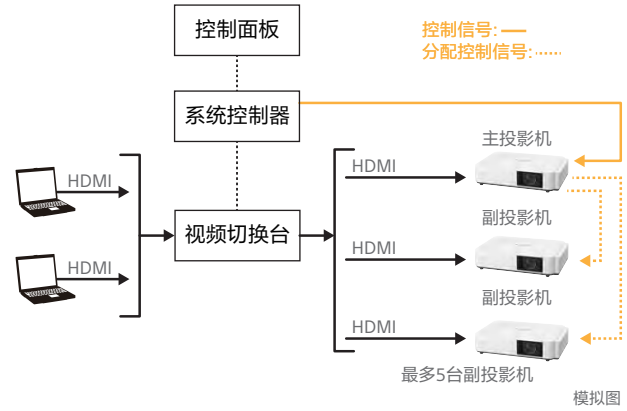 控制面板
控制信号:
分配控制信号:
系统控制器
主投影机
HDMI
HDMI
副投影机
视频切换台
HDMI
HDMI
副投影机
HDMI
最多5台副投影机
模拟图